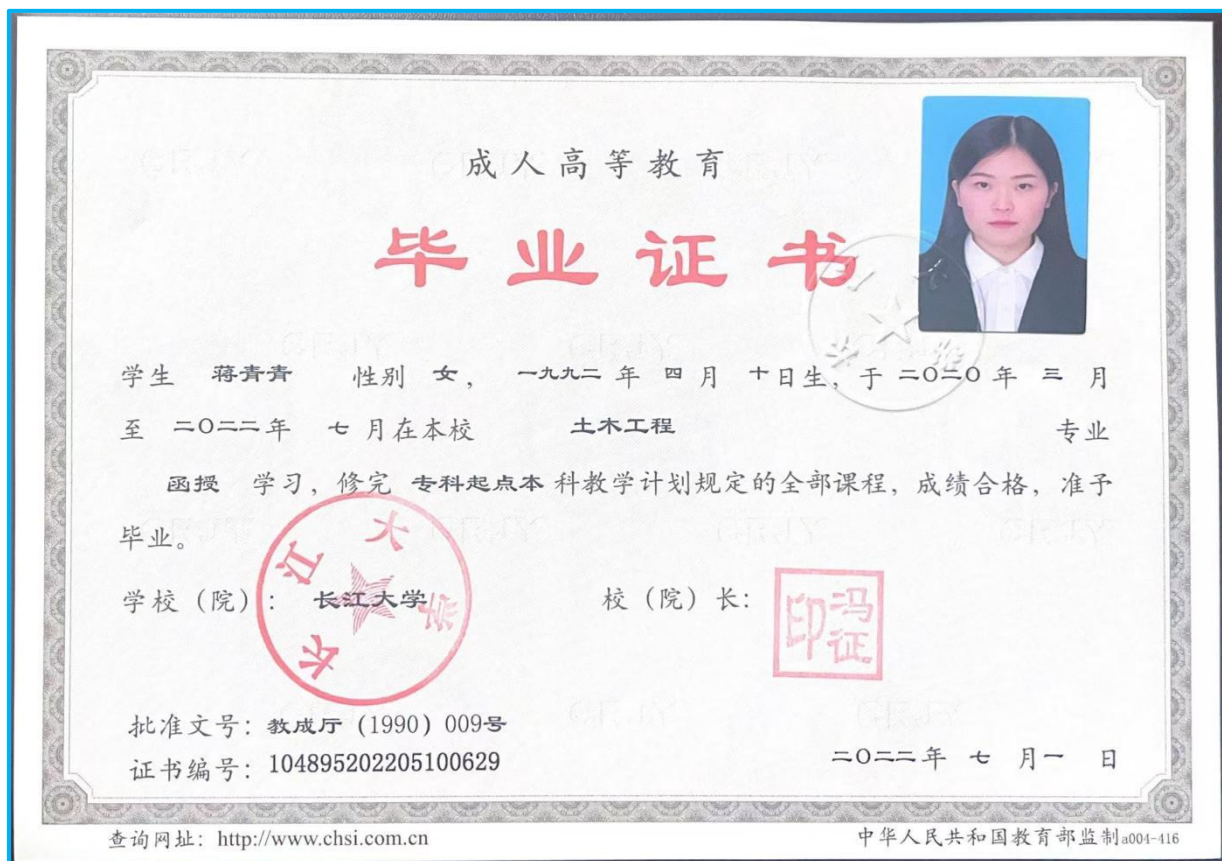 成人高等教育
毕业证书
学生 蒋青青 性别 女， 一九九二 年 四 月 十日生，于 二〇二〇 年 三 月
至 二〇二二年 七 月在本校 土木工程 专业
函授 学习，修完 专科起点本 科教学计划规定的全部课程，成绩合格，准予
毕业。
学校（院）： 长江大学 校（院）长：
长江大学
冯征印
批准文号：教成厅（1990）009号
证书编号：104895202205100629
二〇二二年 七 月一 日
查询网址：http://www.chsi.com.cn
中华人民共和国教育部监制a004-416